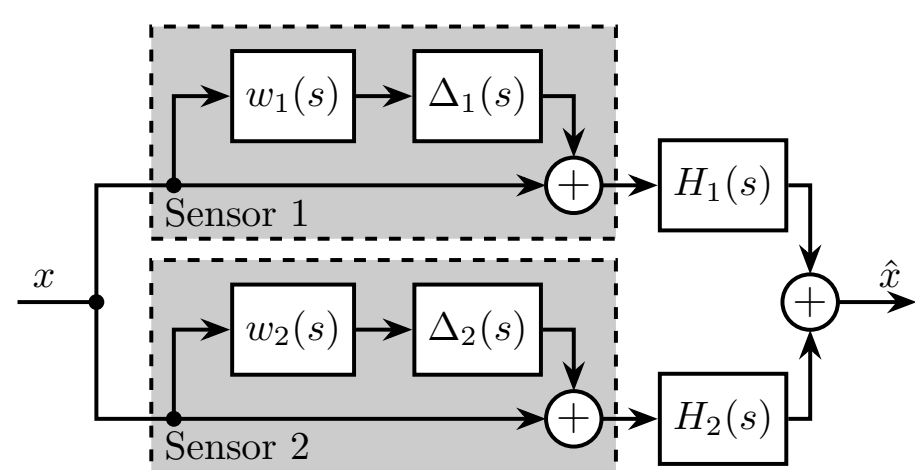 w₁(s)
Δ₁(s)
+
H₁(s)
Sensor 1
x
+
x̂
w₂(s)
Δ₂(s)
+
H₂(s)
Sensor 2